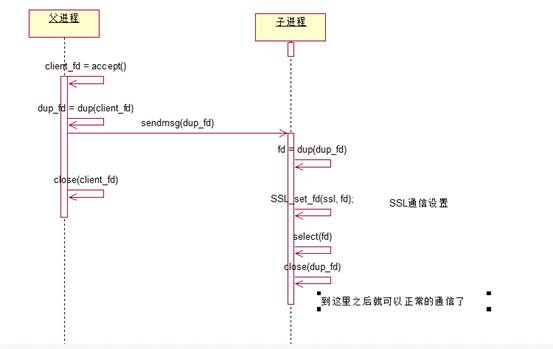 父进程
子进程
client_fd = accept()
dup_fd = dup(client_fd)
sendmsg(dup_fd)
fd = dup(dup_fd)
close(client_fd)
SSL_set_fd(ssl, fd);
SSL通信设置
select(fd)
close(dup_fd)
到这里之后就可以正常的通信了